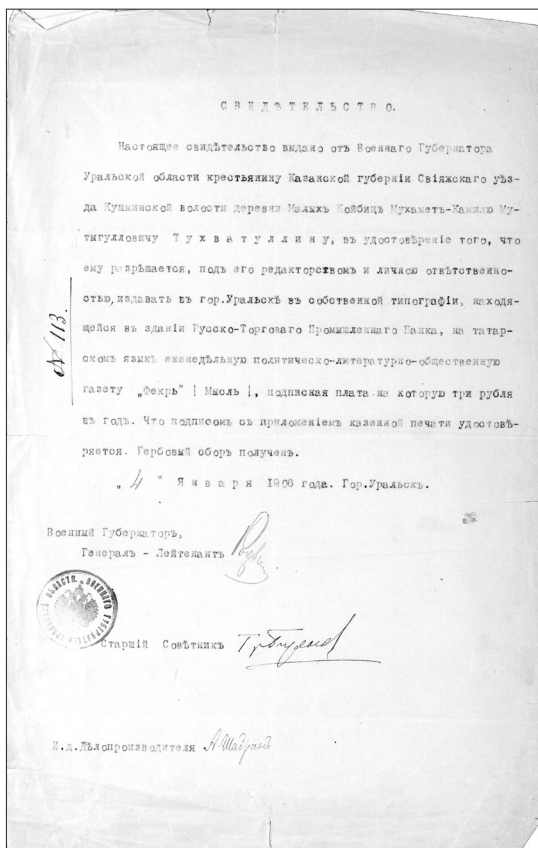 СВИДѢТЕЛЬСТВО.
Настоящее свидѣтельство выдано отъ Военнаго Губернатора
Уральской области крестьянину Казанской губерніи Свіяжскаго уѣз-
да Кушминской волости деревни Малыхъ Койбицъ Мухаметъ-Камилю Му-
тыгулловичу Тухватуллину, въ удостовѣреніе того, что
ему разрѣшается, подъ его редакторствомъ и личною отвѣтственно-
стью, издавать въ гор.Уральскѣ въ собственной типографіи, находя-
щейся въ зданіи Русско-Торговаго Промышленнаго Банка, на татар-
скомъ языкѣ еженедѣльную политическо-литературно-общественную
газету „Фекръ" | Мысль |, подписная плата на которую три рубля
въ годъ. Что подписомъ съ приложеніемъ казенной печати удостовѣ-
ряется. Гербовый сборъ полученъ.
„ 4 " Января 1906 года. Гор.Уральскъ.
№ 113.
Военный Губернаторъ,
Генералъ - Лейтенантъ
Старшій Совѣтникъ
И.д.Дѣлопроизводителя